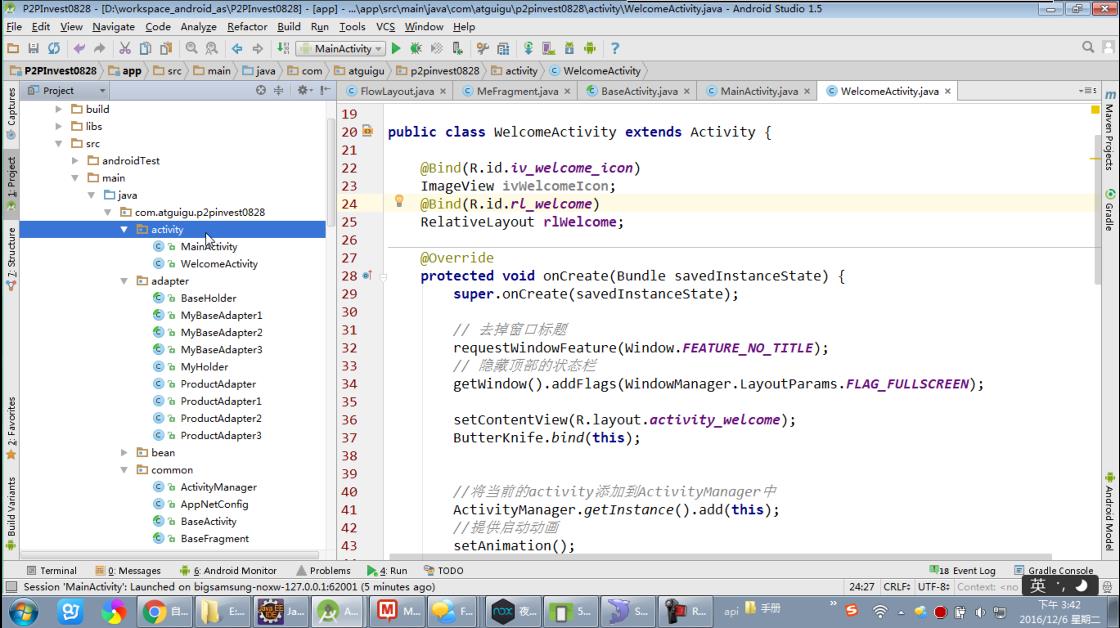 P2PInvest0828 - [D:\workspace_android_as\P2PInvest0828] - [app] - ...\app\src\main\java\com\atguigu\p2pinvest0828\activity\WelcomeActivity.java - Android Studio 1.5
File Edit View Navigate Code Analyze Refactor Build Run Tools VCS Window Help
MainActivity
P2PInvest0828 app src main java com atguigu p2pinvest0828 activity WelcomeActivity
Project
FlowLayout.java MeFragment.java BaseActivity.java MainActivity.java WelcomeActivity.java
Captures
1: Project
7: Structure
2: Favorites
Build Variants
build
libs
src
androidTest
main
java
com.atguigu.p2pinvest0828
activity
MainActivity
WelcomeActivity
adapter
BaseHolder
MyBaseAdapter1
MyBaseAdapter2
MyBaseAdapter3
MyHolder
ProductAdapter
ProductAdapter1
ProductAdapter2
ProductAdapter3
bean
common
ActivityManager
AppNetConfig
BaseActivity
BaseFragment
19
20 public class WelcomeActivity extends Activity {
21
22 @Bind(R.id.iv_welcome_icon)
23 ImageView ivWelcomeIcon;
24 @Bind(R.id.rl_welcome)
25 RelativeLayout rlWelcome;
26
27 @Override
28 protected void onCreate(Bundle savedInstanceState) {
29 super.onCreate(savedInstanceState);
30
31 // 去掉窗口标题
32 requestWindowFeature(Window.FEATURE_NO_TITLE);
33 // 隐藏顶部的状态栏
34 getWindow().addFlags(WindowManager.LayoutParams.FLAG_FULLSCREEN);
35
36 setContentView(R.layout.activity_welcome);
37 ButterKnife.bind(this);
38
39
40 //将当前的activity添加到ActivityManager中
41 ActivityManager.getInstance().add(this);
42 //提供启动动画
43 setAnimation();
Maven Projects
Gradle
Android Model
Terminal 0: Messages 6: Android Monitor Problems 4: Run TODO 18 Event Log Gradle Console
Session 'MainActivity': Launched on bigsamsung-noxw-127.0.0.1:62001 (5 minutes ago) 24:27 CRLF÷ UTF-8÷ Context: <no
英
自... E:... Ja... A... M... F... 夜... 5... S... R... api 手册
下午 3:42
2016/12/6 星期二